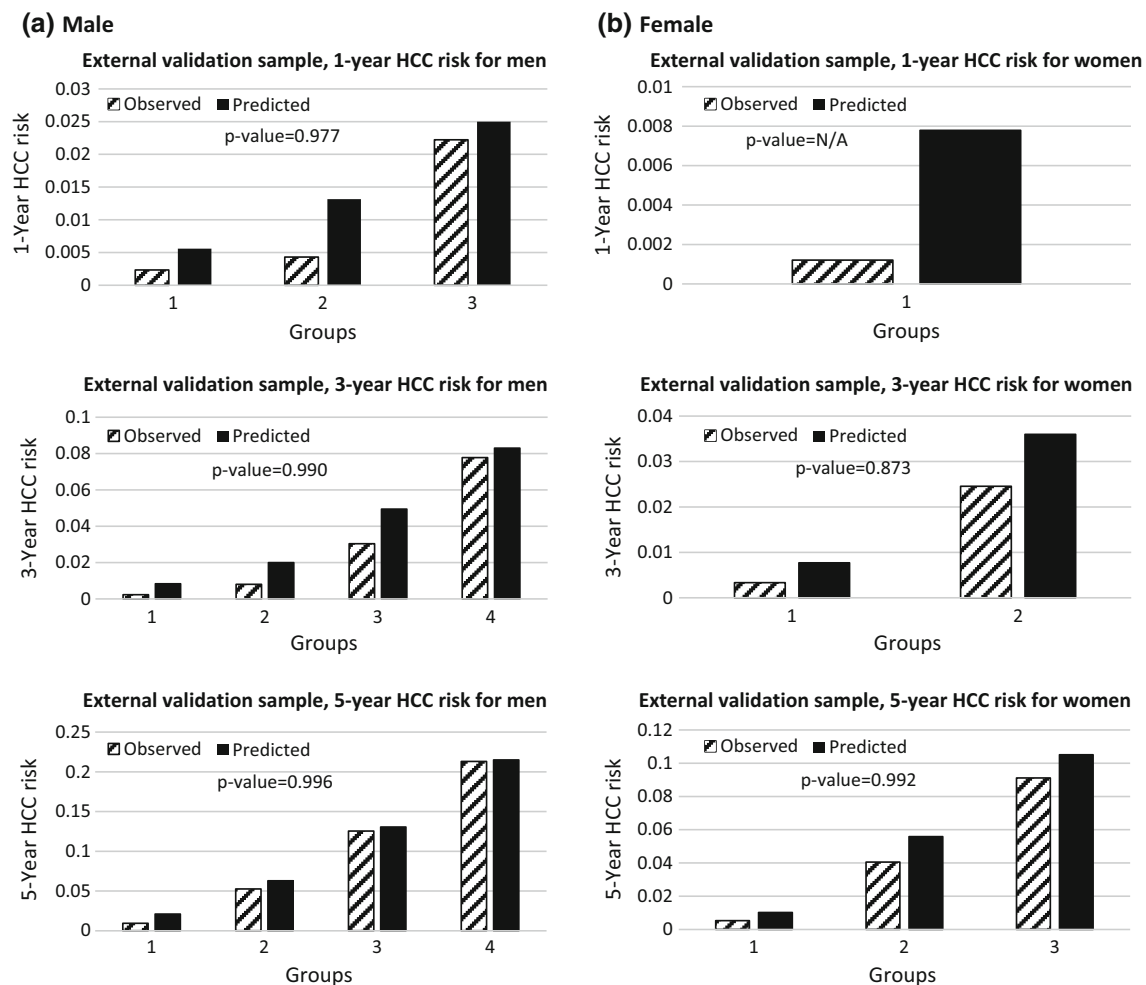 (a) Male
External validation sample, 1-year HCC risk for men
0.03
0.025
0.02
0.015
0.01
0.005
0
1-Year HCC risk
Observed Predicted
p-value=0.977
1 2 3
Groups
External validation sample, 3-year HCC risk for men
0.1
0.08
0.06
0.04
0.02
0
3-Year HCC risk
Observed Predicted
p-value=0.990
1 2 3 4
Groups
External validation sample, 5-year HCC risk for men
0.25
0.2
0.15
0.1
0.05
0
5-Year HCC risk
Observed Predicted
p-value=0.996
1 2 3 4
Groups
(b) Female
External validation sample, 1-year HCC risk for women
0.01
0.008
0.006
0.004
0.002
0
1-Year HCC risk
Observed Predicted
p-value=N/A
1
Groups
External validation sample, 3-year HCC risk for women
0.04
0.03
0.02
0.01
0
3-Year HCC risk
Observed Predicted
p-value=0.873
1 2
Groups
External validation sample, 5-year HCC risk for women
0.12
0.1
0.08
0.06
0.04
0.02
0
5-Year HCC risk
Observed Predicted
p-value=0.992
1 2 3
Groups